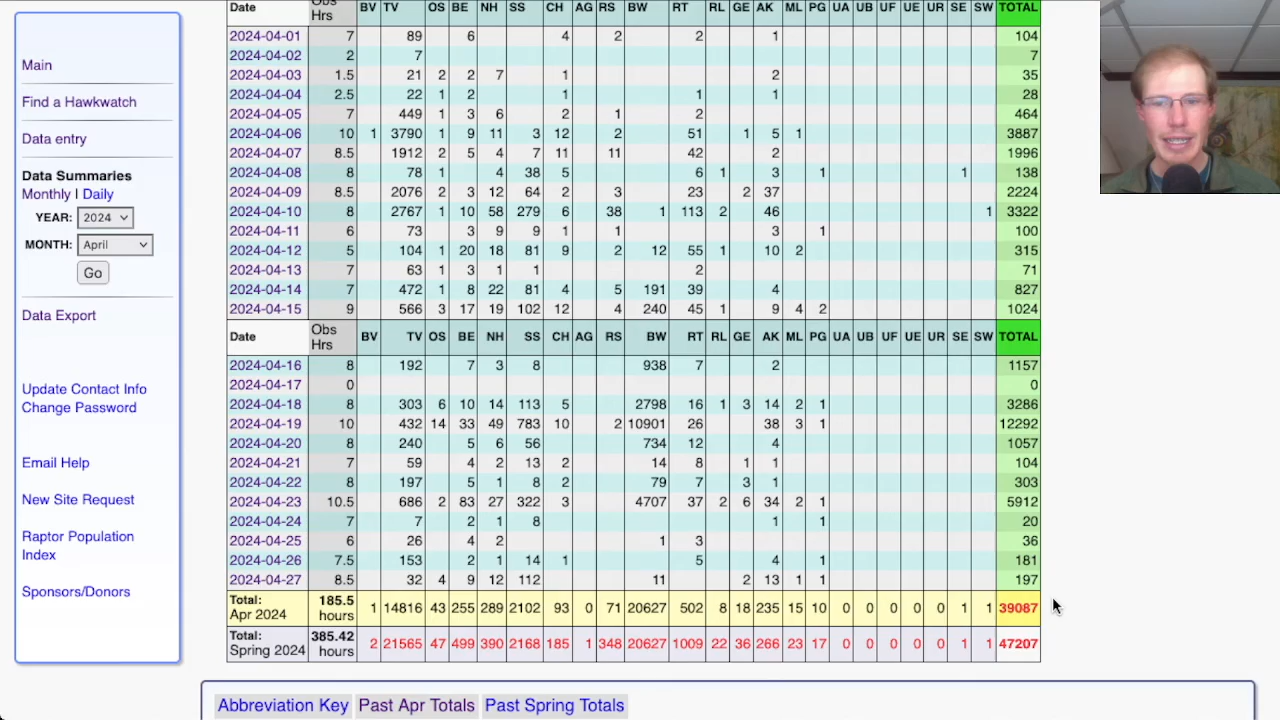 Main
Find a Hawkwatch
Data entry
Data Summaries
Monthly | Daily
YEAR: 2024
MONTH: April
Go
Data Export
Update Contact Info
Change Password
Email Help
New Site Request
Raptor Population
Index
Sponsors/Donors
Date Obs Hrs BV TV OS BE NH SS CH AG RS BW RT RL GE AK ML PG UA UB UF UE UR SE SW TOTAL
2024-04-01 7 89 6 4 2 2 1 104
2024-04-02 2 7 7
2024-04-03 1.5 21 2 2 7 1 2 35
2024-04-04 2.5 22 1 2 1 1 1 28
2024-04-05 7 449 1 3 6 2 1 2 464
2024-04-06 10 1 3790 1 9 11 3 12 2 51 1 5 1 3887
2024-04-07 8.5 1912 2 5 4 7 11 11 42 2 1996
2024-04-08 8 78 1 4 38 5 6 1 3 1 1 138
2024-04-09 8.5 2076 2 3 12 64 2 3 23 2 37 2224
2024-04-10 8 2767 1 10 58 279 6 38 1 113 2 46 1 3322
2024-04-11 6 73 3 9 9 1 1 3 1 100
2024-04-12 5 104 1 20 18 81 9 2 12 55 1 10 2 315
2024-04-13 7 63 1 3 1 1 2 71
2024-04-14 7 472 1 8 22 81 4 5 191 39 4 827
2024-04-15 9 566 3 17 19 102 12 4 240 45 1 9 4 2 1024
Date Obs Hrs BV TV OS BE NH SS CH AG RS BW RT RL GE AK ML PG UA UB UF UE UR SE SW TOTAL
2024-04-16 8 192 7 3 8 938 7 2 1157
2024-04-17 0 0
2024-04-18 8 303 6 10 14 113 5 2798 16 1 3 14 2 1 3286
2024-04-19 10 432 14 33 49 783 10 2 10901 26 38 3 1 12292
2024-04-20 8 240 5 6 56 734 12 4 1057
2024-04-21 7 59 4 2 13 2 14 8 1 1 104
2024-04-22 8 197 5 1 8 2 79 7 3 1 303
2024-04-23 10.5 686 2 83 27 322 3 4707 37 2 6 34 2 1 5912
2024-04-24 7 7 2 1 8 1 1 20
2024-04-25 6 26 4 2 1 3 36
2024-04-26 7.5 153 2 1 14 1 5 4 1 181
2024-04-27 8.5 32 4 9 12 112 11 2 13 1 1 197
Total: Apr 2024 185.5 hours 1 14816 43 255 289 2102 93 0 71 20627 502 8 18 235 15 10 0 0 0 0 0 1 1 39087
Total: Spring 2024 385.42 hours 2 21565 47 499 390 2168 185 1 348 20627 1009 22 36 266 23 17 0 0 0 0 0 1 1 47207
Abbreviation Key Past Apr Totals Past Spring Totals